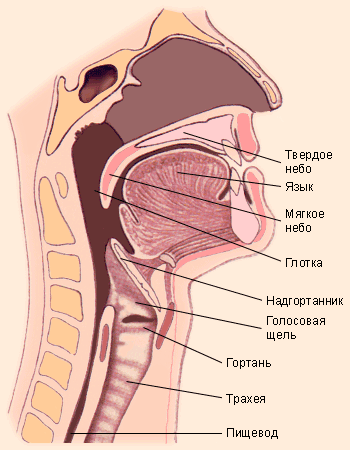 Твердое
небо
Язык
Мягкое
небо
Глотка
Надгортанник
Голосовая
щель
Гортань
Трахея
Пищевод